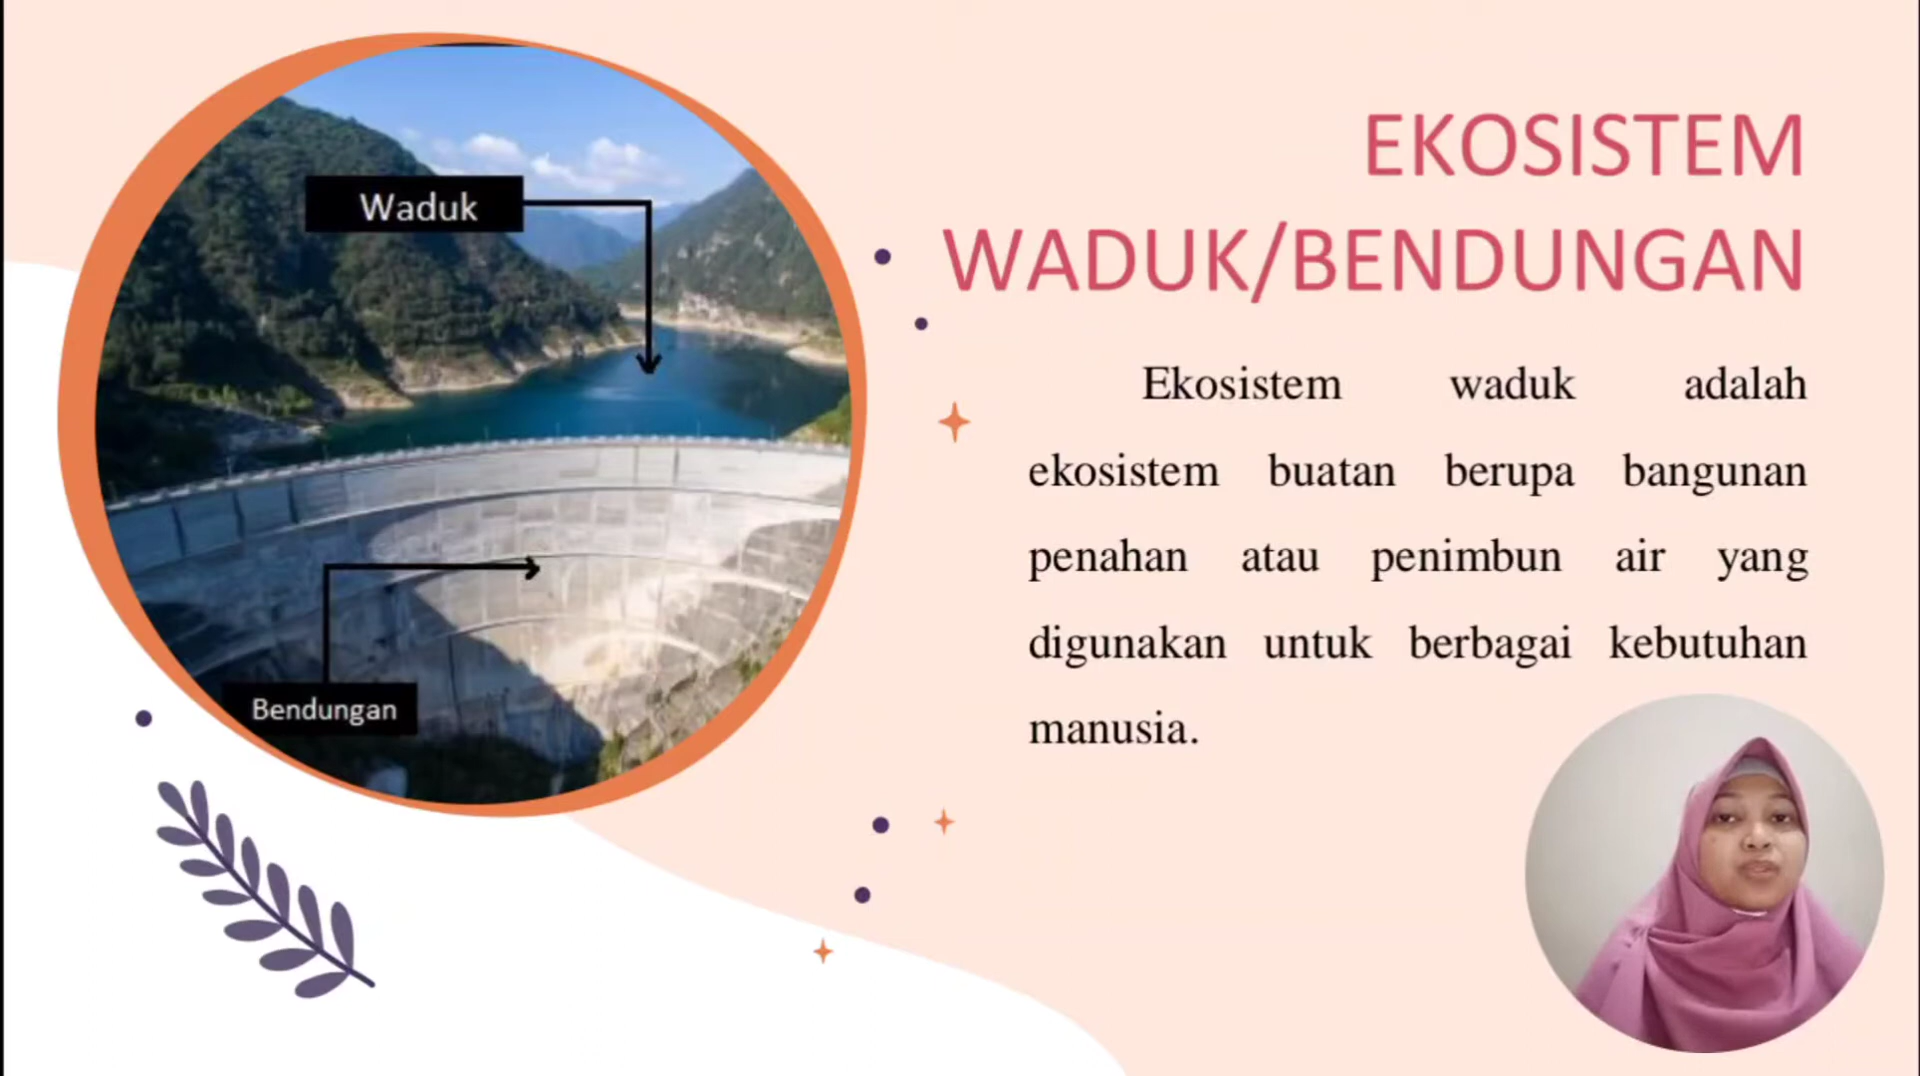 EKOSISTEM
WADUK/BENDUNGAN
Waduk
Bendungan
Ekosistem waduk adalah
ekosistem buatan berupa bangunan
penahan atau penimbun air yang
digunakan untuk berbagai kebutuhan
manusia.